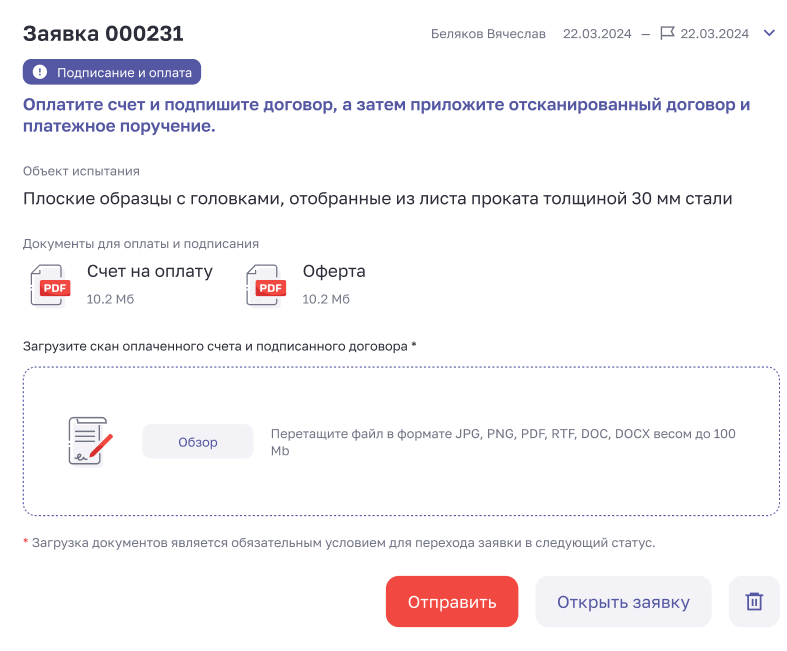 Заявка 000231
Беляков Вячеслав 22.03.2024 — 22.03.2024
Подписание и оплата
Оплатите счет и подпишите договор, а затем приложите отсканированный договор и
платежное поручение.
Объект испытания
Плоские образцы с головками, отобранные из листа проката толщиной 30 мм стали
Документы для оплаты и подписания
PDF Счет на оплату
10.2 Мб
PDF Оферта
10.2 Мб
Загрузите скан оплаченного счета и подписанного договора *
Обзор
Перетащите файл в формате JPG, PNG, PDF, RTF, DOC, DOCX весом до 100
Mb
* Загрузка документов является обязательным условием для перехода заявки в следующий статус.
Отправить
Открыть заявку